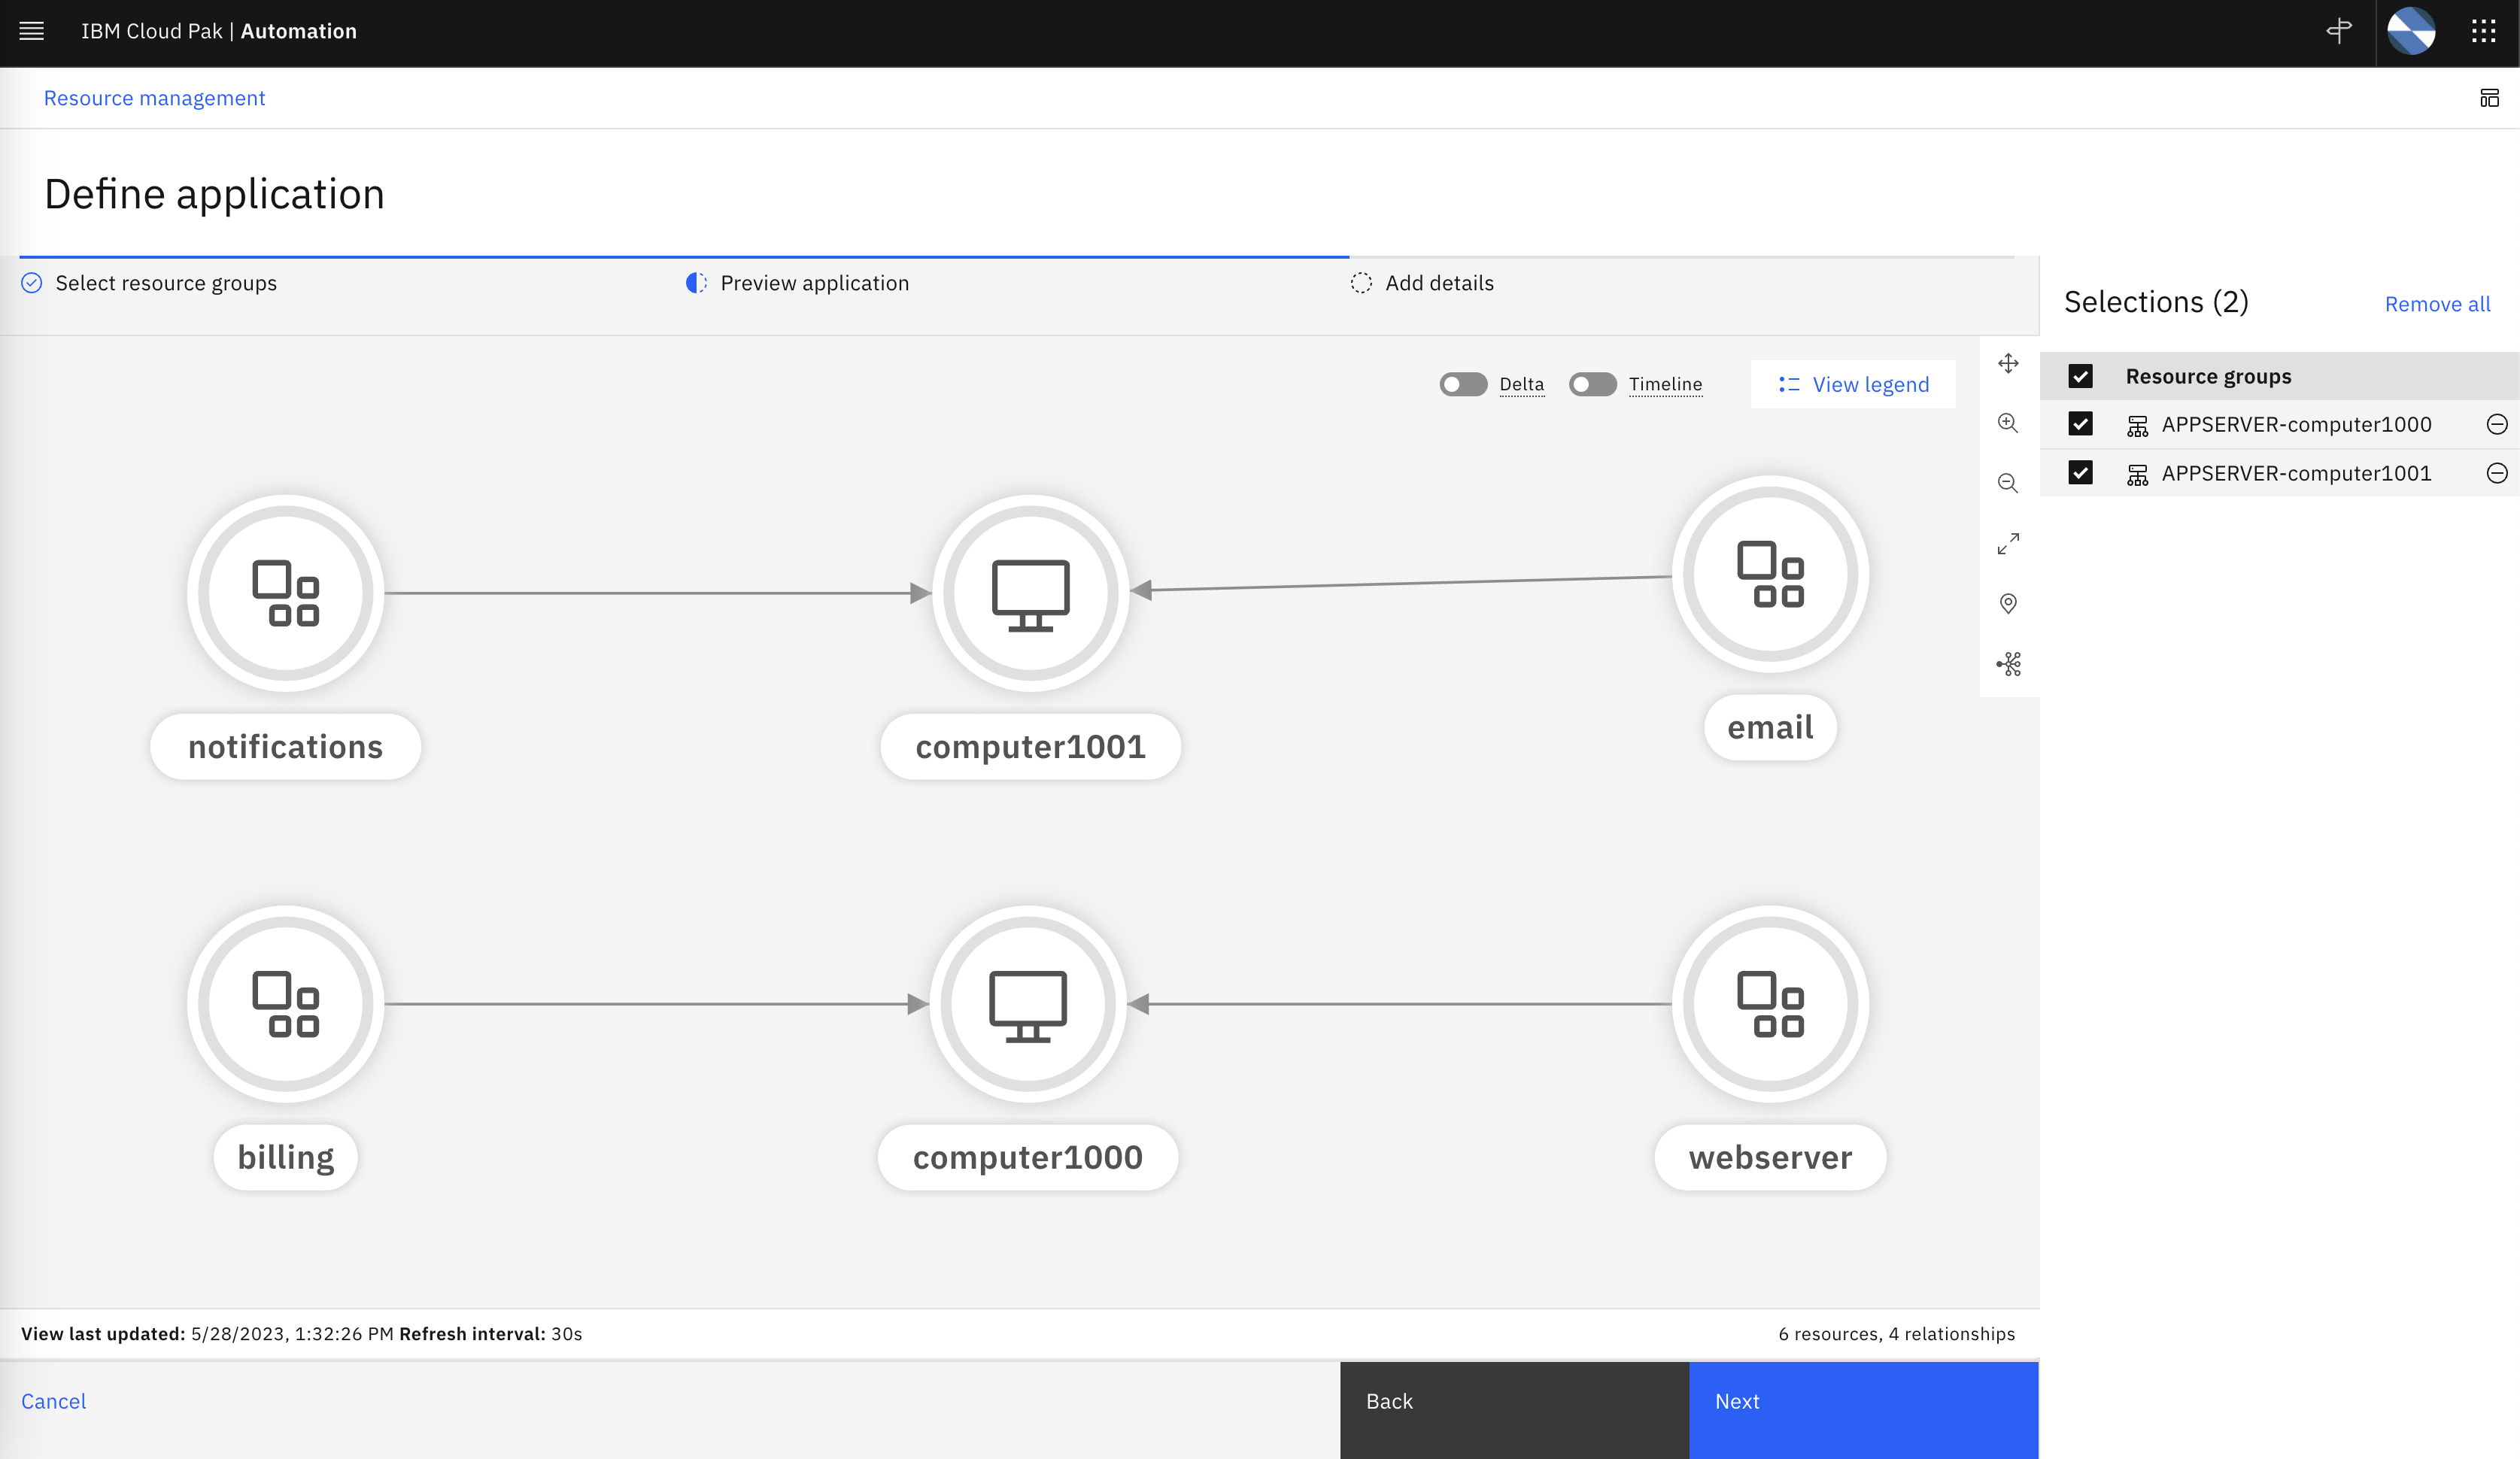 IBM Cloud Pak | Automation
Resource management
Define application
Select resource groups
Preview application
Add details
Selections (2)
Remove all
Delta
Timeline
View legend
Resource groups
APPSERVER-computer1000
APPSERVER-computer1001
notifications
computer1001
email
billing
computer1000
webserver
View last updated: 5/28/2023, 1:32:26 PM Refresh interval: 30s
6 resources, 4 relationships
Cancel
Back
Next